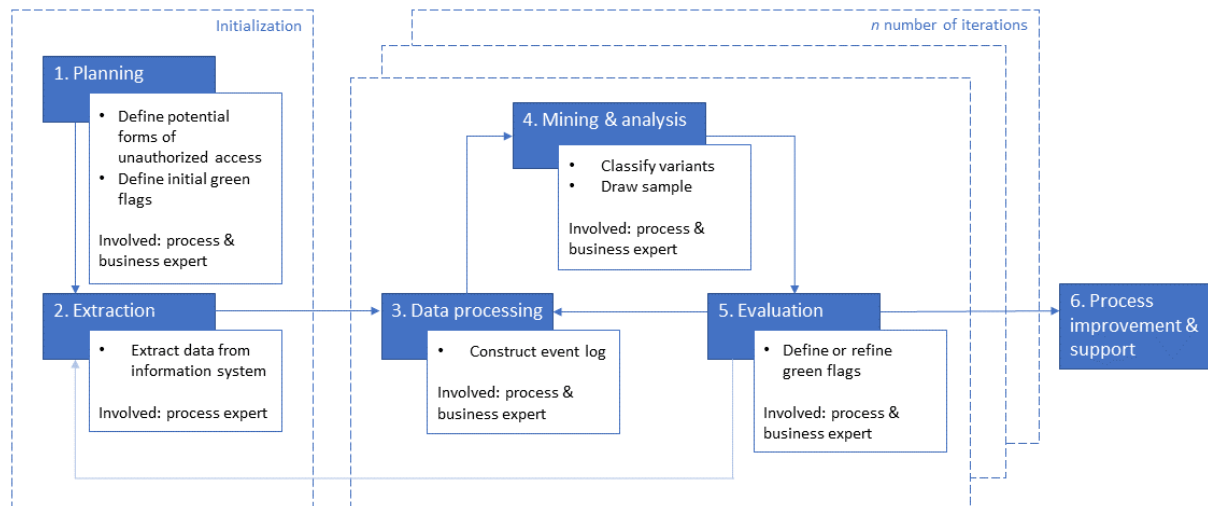 Initialization
n number of iterations
1. Planning
• Define potential
forms of
unauthorized access
• Define initial green
flags
Involved: process &
business expert
2. Extraction
• Extract data from
information system
Involved: process expert
3. Data processing
• Construct event log
Involved: process &
business expert
4. Mining & analysis
• Classify variants
• Draw sample
Involved: process &
business expert
5. Evaluation
• Define or refine
green flags
Involved: process &
business expert
6. Process
improvement &
support